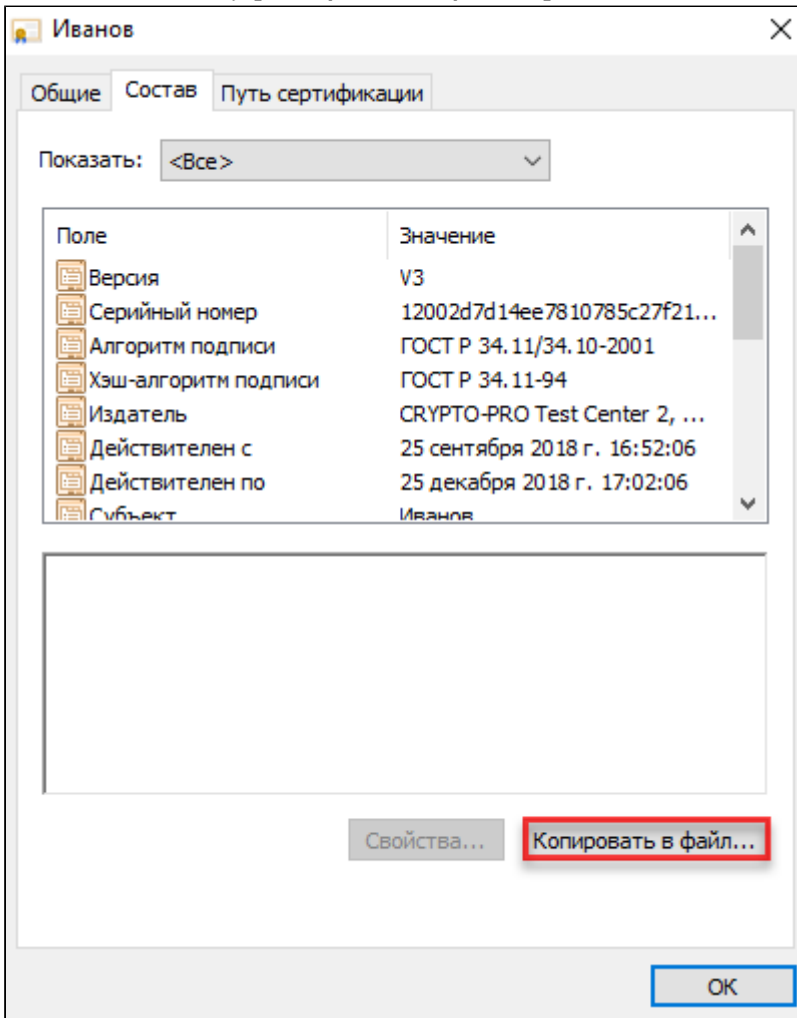 Иванов
Общие Состав Путь сертификации
Показать: <Все>
Поле Значение
Версия V3
Серийный номер 12002d7d14ee7810785c27f21...
Алгоритм подписи ГОСТ Р 34.11/34.10-2001
Хэш-алгоритм подписи ГОСТ Р 34.11-94
Издатель CRYPTO-PRO Test Center 2, ...
Действителен с 25 сентября 2018 г. 16:52:06
Действителен по 25 декабря 2018 г. 17:02:06
Субъект Иванов
Свойства... Копировать в файл...
ОК